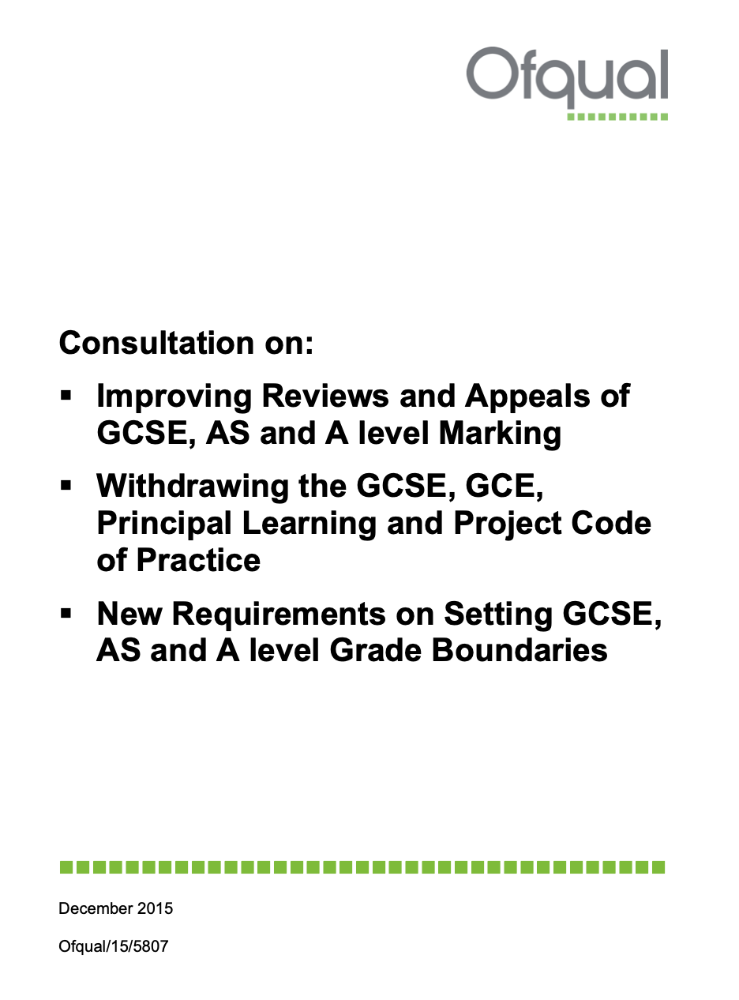 Ofqual
Consultation on:
▪ Improving Reviews and Appeals of
GCSE, AS and A level Marking
▪ Withdrawing the GCSE, GCE,
Principal Learning and Project Code
of Practice
▪ New Requirements on Setting GCSE,
AS and A level Grade Boundaries
December 2015
Ofqual/15/5807